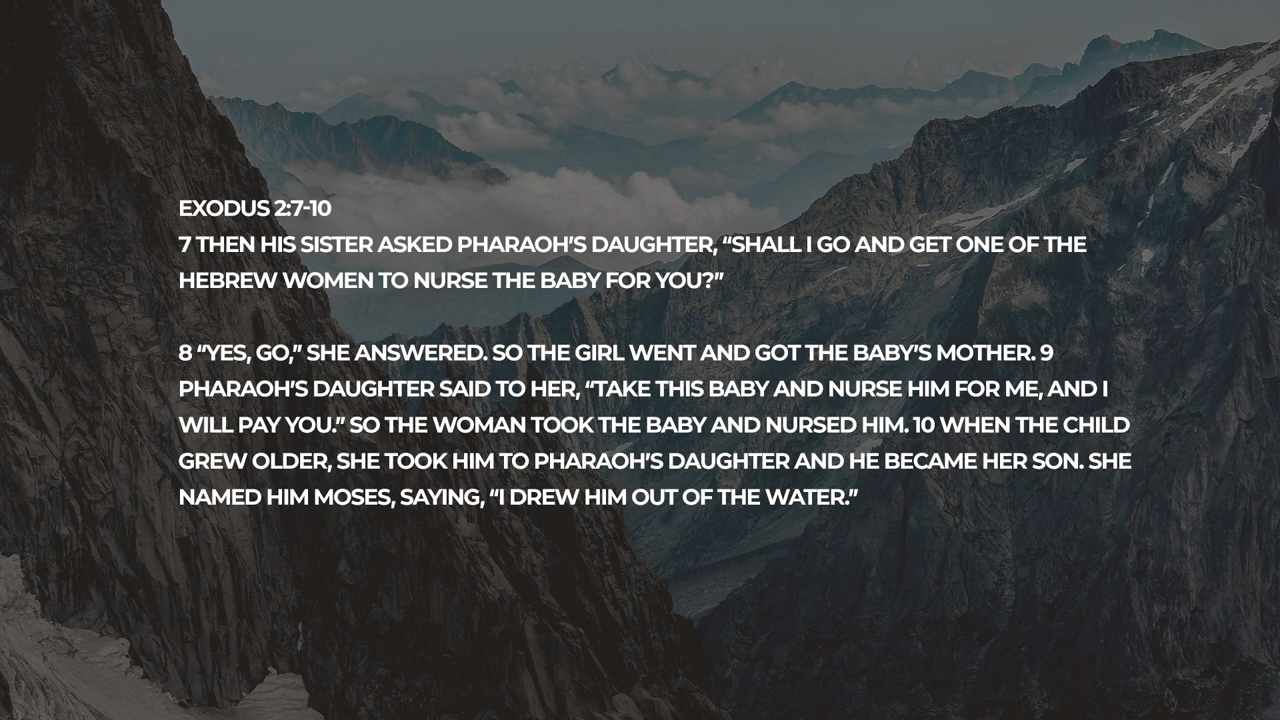 EXODUS 2:7-10
7 THEN HIS SISTER ASKED PHARAOH’S DAUGHTER, “SHALL I GO AND GET ONE OF THE
HEBREW WOMEN TO NURSE THE BABY FOR YOU?”
8 “YES, GO,” SHE ANSWERED. SO THE GIRL WENT AND GOT THE BABY’S MOTHER. 9
PHARAOH’S DAUGHTER SAID TO HER, “TAKE THIS BABY AND NURSE HIM FOR ME, AND I
WILL PAY YOU.” SO THE WOMAN TOOK THE BABY AND NURSED HIM. 10 WHEN THE CHILD
GREW OLDER, SHE TOOK HIM TO PHARAOH’S DAUGHTER AND HE BECAME HER SON. SHE
NAMED HIM MOSES, SAYING, “I DREW HIM OUT OF THE WATER.”